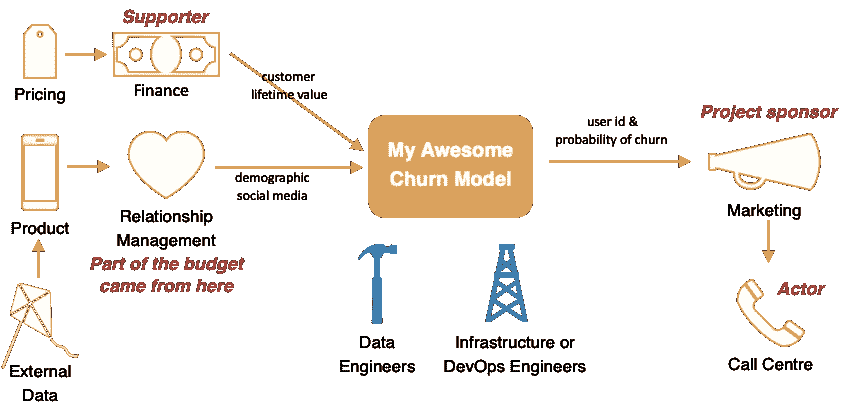 Supporter
Pricing
Finance
customer
lifetime value
Product
Relationship
Management
Part of the budget
came from here
demographic
social media
External
Data
My Awesome
Churn Model
Data
Engineers
Infrastructure or
DevOps Engineers
user id &
probability of churn
Project sponsor
Marketing
Actor
Call Centre